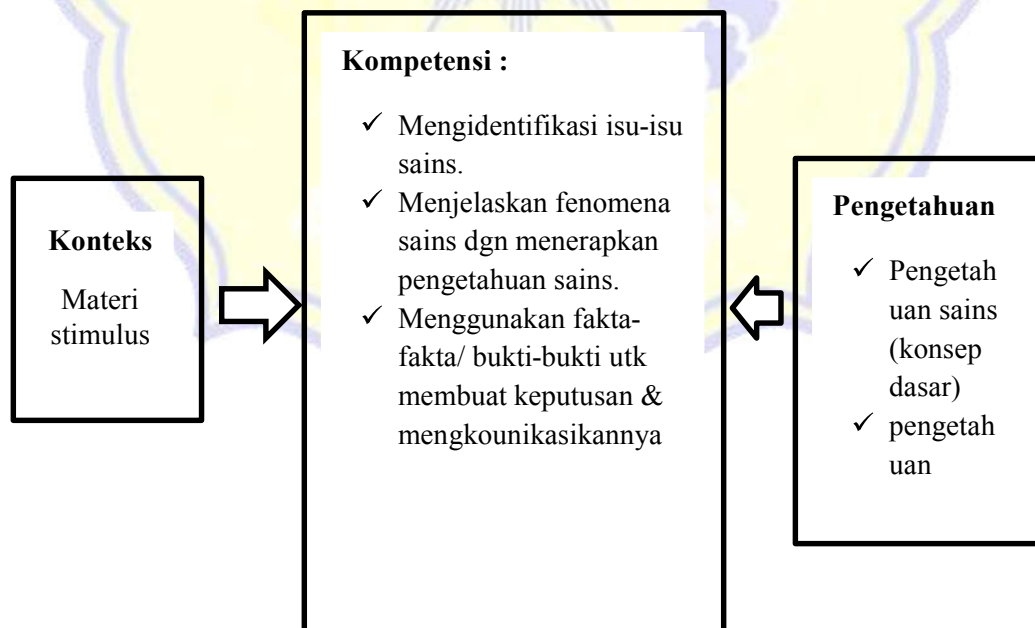 Konteks
Materi
stimulus
Kompetensi :
✓ Mengidentifikasi isu-isu
sains.
✓ Menjelaskan fenomena
sains dgn menerapkan
pengetahuan sains.
✓ Menggunakan fakta-
fakta/ bukti-bukti utk
membuat keputusan &
mengkounikasikannya
Pengetahuan
✓ Pengetah
uan sains
(konsep
dasar)
✓ pengetah
uan